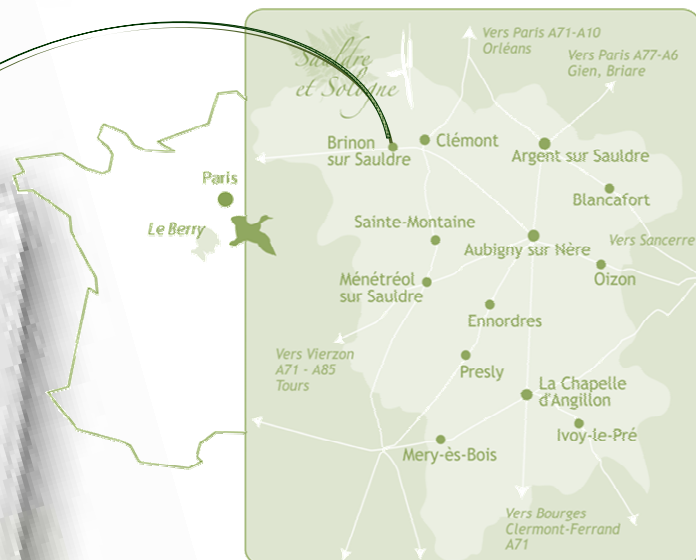 Sauldre
et Sologne
Vers Paris A71-A10
Orléans
Vers Paris A77-A6
Gien, Briare
Brinon
sur Sauldre
Clémont
Argent sur Sauldre
Paris
Blancafort
Le Berry
Sainte-Montaine
Aubigny sur Nère
Vers Sancerre
Ménétréol
sur Sauldre
Oizon
Ennordres
Vers Vierzon
A71 - A85
Tours
Presly
La Chapelle
d'Angillon
Ivoy-le-Pré
Mery-ès-Bois
Vers Bourges
Clermont-Ferrand
A71